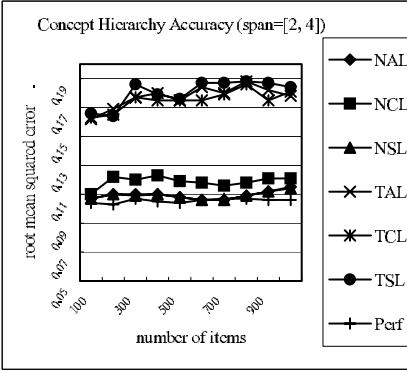 Concept Hierarchy Accuracy (span=[2, 4])
root mean squared error
0.19
0.17
0.15
0.13
0.11
0.09
0.07
0.05
100
300
500
700
900
number of items
NAL
NCL
NSL
TAL
TCL
TSL
Perf